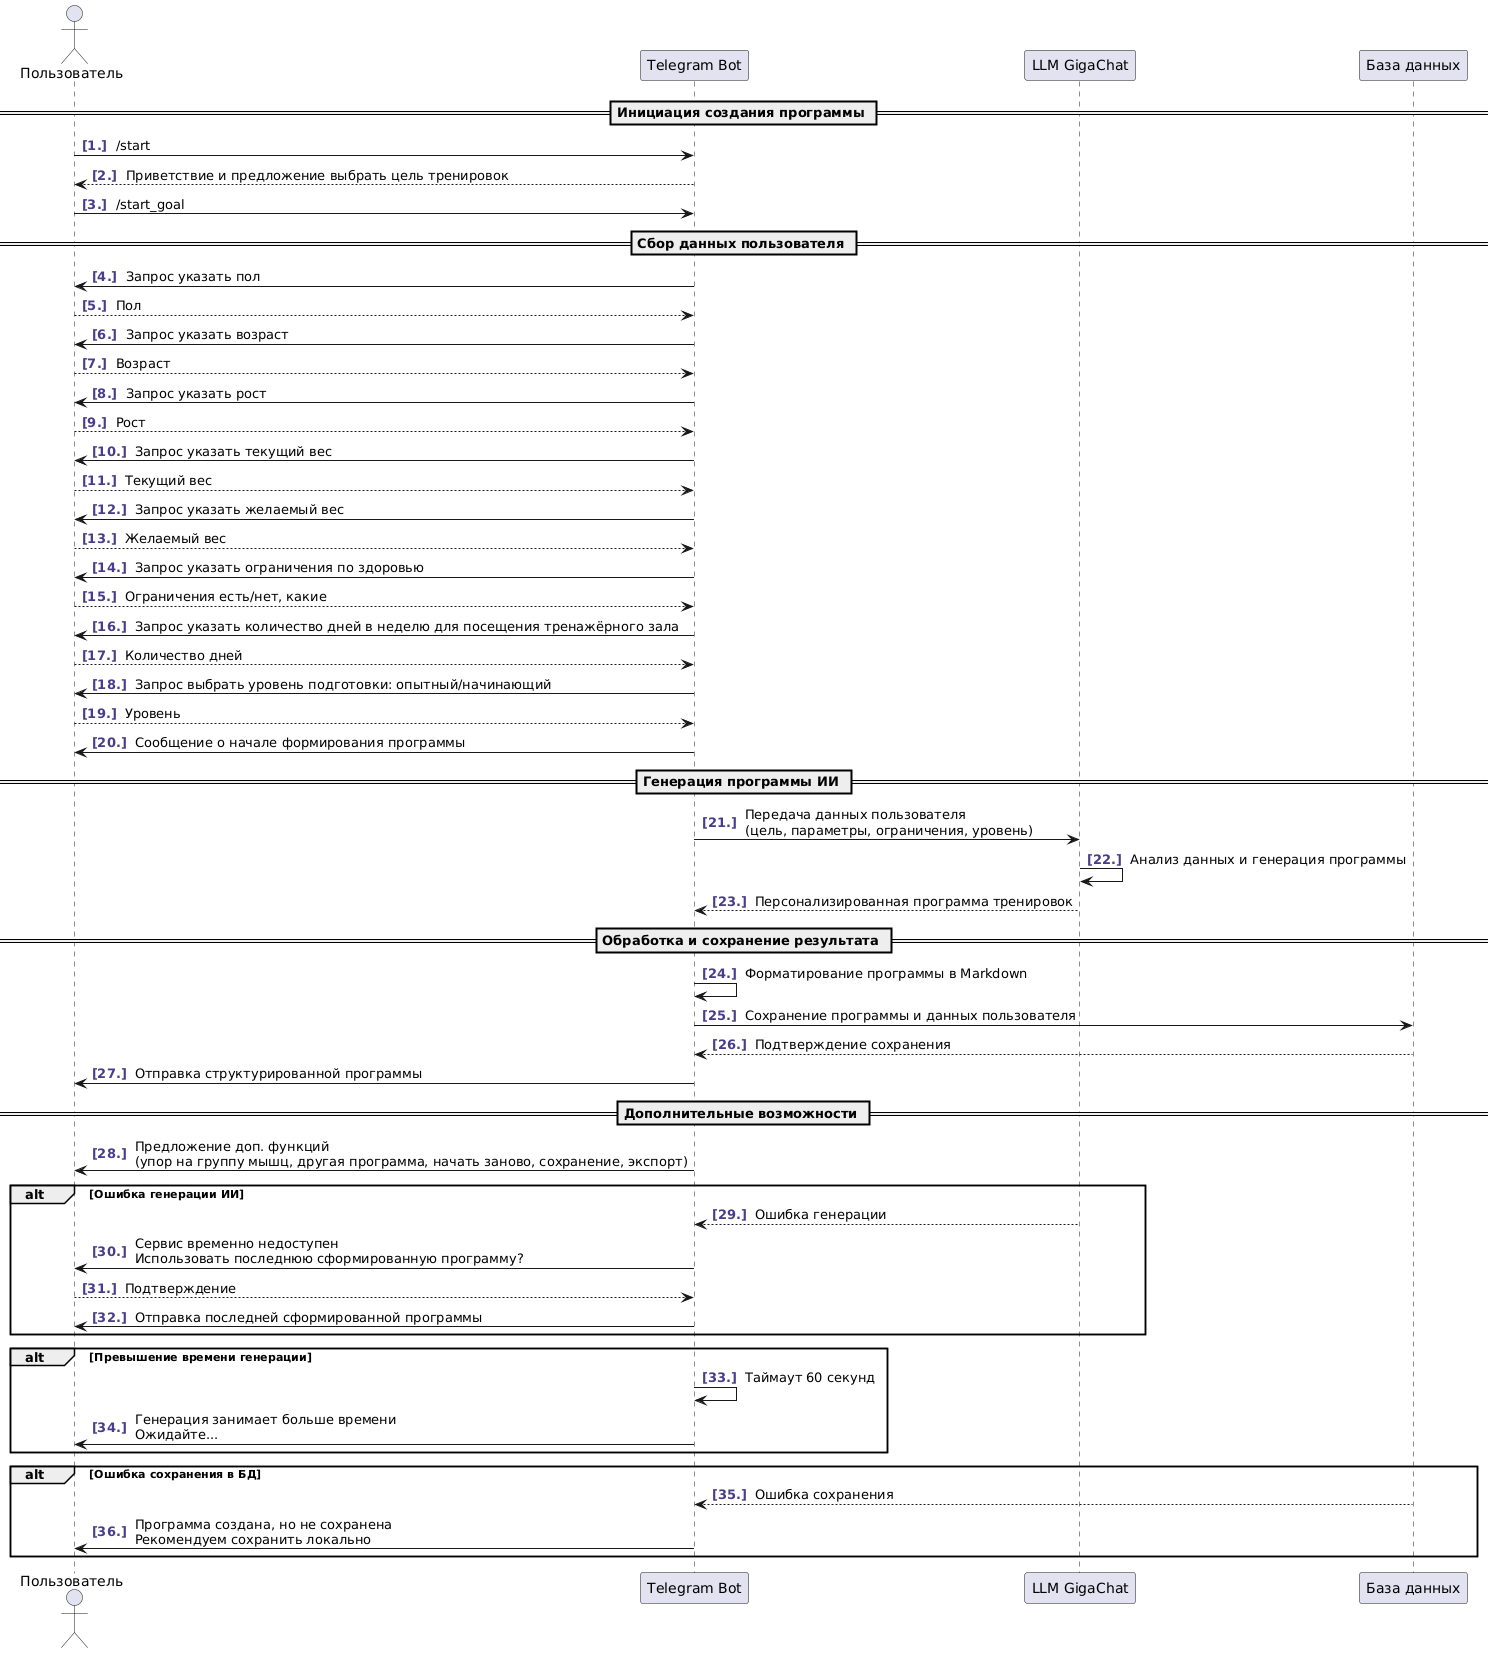 Пользователь
Telegram Bot
LLM GigaChat
База данных
Инициация создания программы
[1.] /start
[2.] Приветствие и предложение выбрать цель тренировок
[3.] /start_goal
Сбор данных пользователя
[4.] Запрос указать пол
[5.] Пол
[6.] Запрос указать возраст
[7.] Возраст
[8.] Запрос указать рост
[9.] Рост
[10.] Запрос указать текущий вес
[11.] Текущий вес
[12.] Запрос указать желаемый вес
[13.] Желаемый вес
[14.] Запрос указать ограничения по здоровью
[15.] Ограничения есть/нет, какие
[16.] Запрос указать количество дней в неделю для посещения тренажёрного зала
[17.] Количество дней
[18.] Запрос выбрать уровень подготовки: опытный/начинающий
[19.] Уровень
[20.] Сообщение о начале формирования программы
Генерация программы ИИ
[21.] Передача данных пользователя
(цель, параметры, ограничения, уровень)
[22.] Анализ данных и генерация программы
[23.] Персонализированная программа тренировок
Обработка и сохранение результата
[24.] Форматирование программы в Markdown
[25.] Сохранение программы и данных пользователя
[26.] Подтверждение сохранения
[27.] Отправка структурированной программы
Дополнительные возможности
[28.] Предложение доп. функций
(упор на группу мышц, другая программа, начать заново, сохранение, экспорт)
alt [Ошибка генерации ИИ]
[29.] Ошибка генерации
[30.] Сервис временно недоступен
Использовать последнюю сформированную программу?
[31.] Подтверждение
[32.] Отправка последней сформированной программы
alt [Превышение времени генерации]
[33.] Таймаут 60 секунд
[34.] Генерация занимает больше времени
Ожидайте...
alt [Ошибка сохранения в БД]
[35.] Ошибка сохранения
[36.] Программа создана, но не сохранена
Рекомендуем сохранить локально
Пользователь
Telegram Bot
LLM GigaChat
База данных